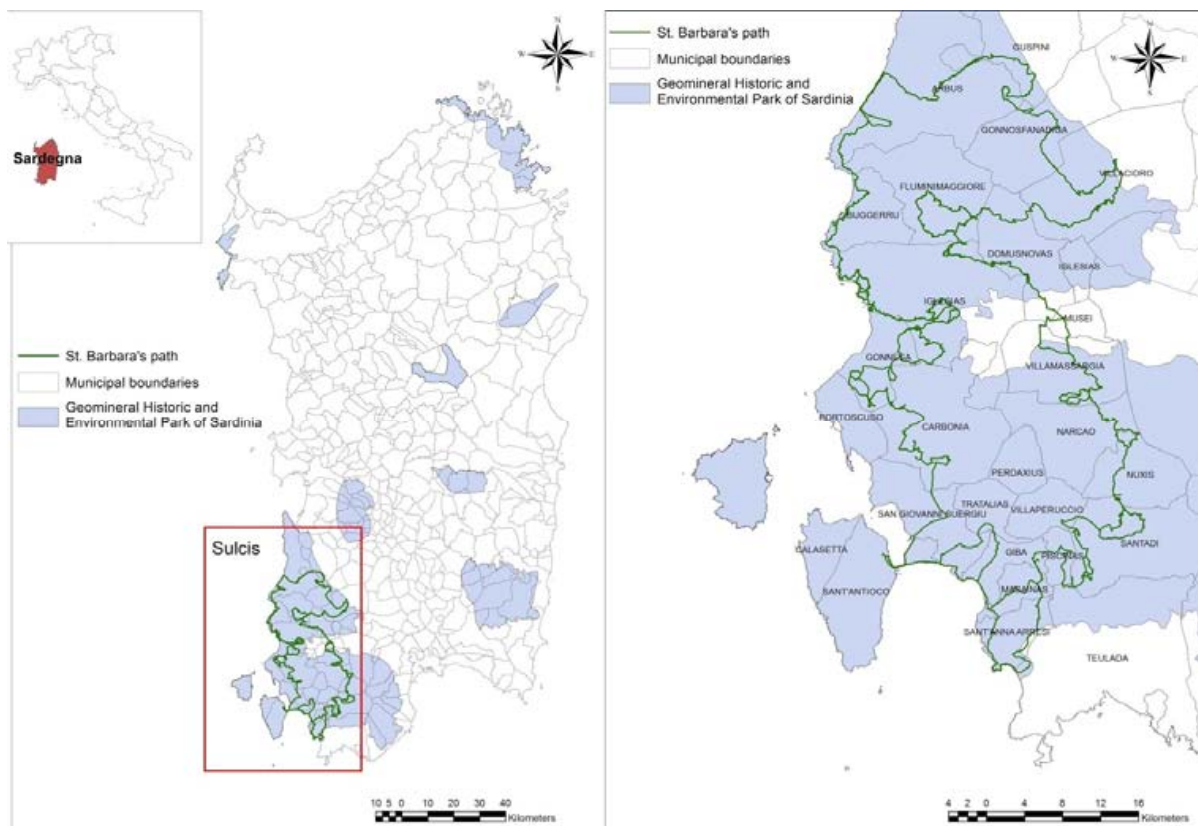 Sardegna
N
W
E
S
St. Barbara's path
Municipal boundaries
Geomineral Historic and
Environmental Park of Sardinia
Sulcis
10 5 0 10 20 30 40
Kilometers
St. Barbara's path
Municipal boundaries
Geomineral Historic and
Environmental Park of Sardinia
N
W
E
S
GUSPINI
ARBUS
GONNOSFANADIGA
VILLACIDRO
FLUMINIMAGGIORE
BUGGERRU
DOMUSNOVAS
IGLESIAS
IGLESIAS
MUSEI
GONNESA
VILLAMASSARGIA
PORTOSCUSO
CARBONIA
NARCAO
PERDAXIUS
NUXIS
TRATALIAS
SAN GIOVANNI SUERGIU
VILLAPERUCCIO
SANTADI
CALASETTA
GIBA
PISCINAS
SANT'ANTIOCO
MASAINAS
SANT'ANNA ARRESI
TEULADA
4 2 0 4 8 12 16
Kilometers